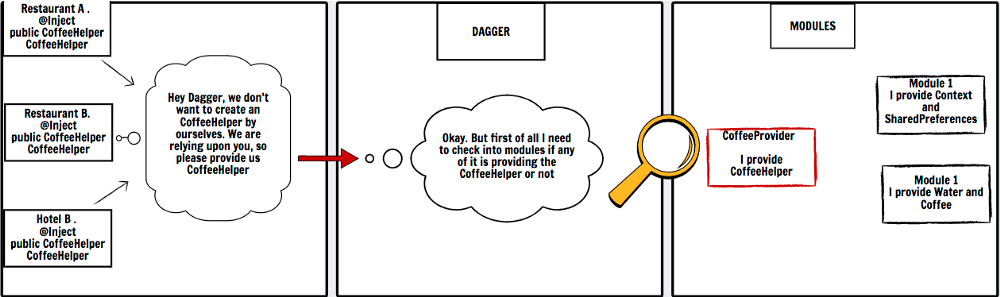 Restaurant A .
@Inject
public CoffeeHelper
CoffeeHelper
Restaurant B.
@Inject
public CoffeeHelper
CoffeeHelper
Hotel B .
@Inject
public CoffeeHelper
CoffeeHelper
Hey Dagger, we don't
want to create an
CoffeeHelper by
ourselves. We are
relying upon you, so
please provide us
CoffeeHelper
DAGGER
Okay. But first of all I need
to check into modules if any
of it is providing the
CoffeeHelper or not
MODULES
CoffeeProvider
I provide
CoffeeHelper
Module 1
I provide Context
and
SharedPreferences
Module 1
I provide Water and
Coffee